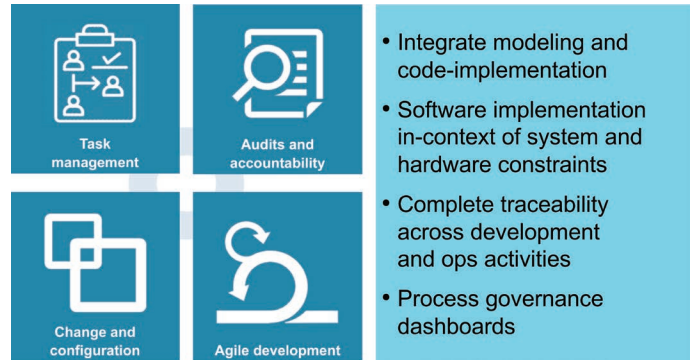 Task
management
Audits and
accountability
Change and
configuration
Agile development
• Integrate modeling and
code-implementation
• Software implementation
in-context of system and
hardware constraints
• Complete traceability
across development
and ops activities
• Process governance
dashboards